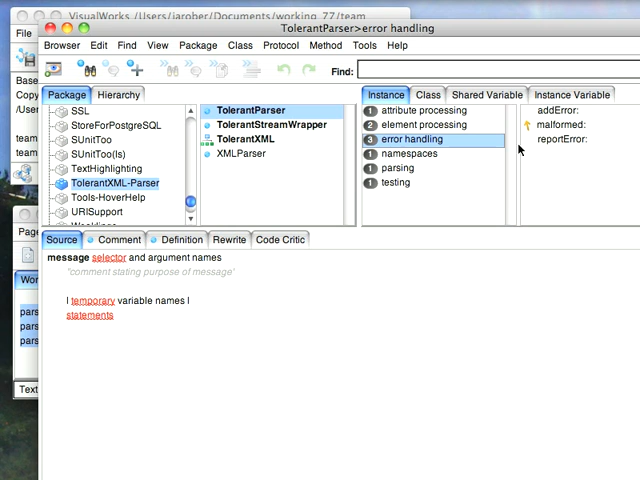 VisualWorks /Users/jarober/Documents/working_77/team
File
TolerantParser>error handling
Browser Edit Find View Package Class Protocol Method Tools Help
Find:
Base
Copy
/User
team
team
Package Hierarchy
Instance Class Shared Variable Instance Variable
SSL
StoreForPostgreSQL
SUnitToo
SUnitToo(ls)
TextHighlighting
TolerantXML-Parser
Tools-HoverHelp
URISupport
TolerantParser
TolerantStreamWrapper
TolerantXML
XMLParser
1 attribute processing
2 element processing
3 error handling
1 namespaces
1 parsing
1 testing
addError:
malformed:
reportError:
Page
Wor
pars
pars
pars
Text
Source Comment Definition Rewrite Code Critic
message selector and argument names
"comment stating purpose of message"
| temporary variable names |
statements